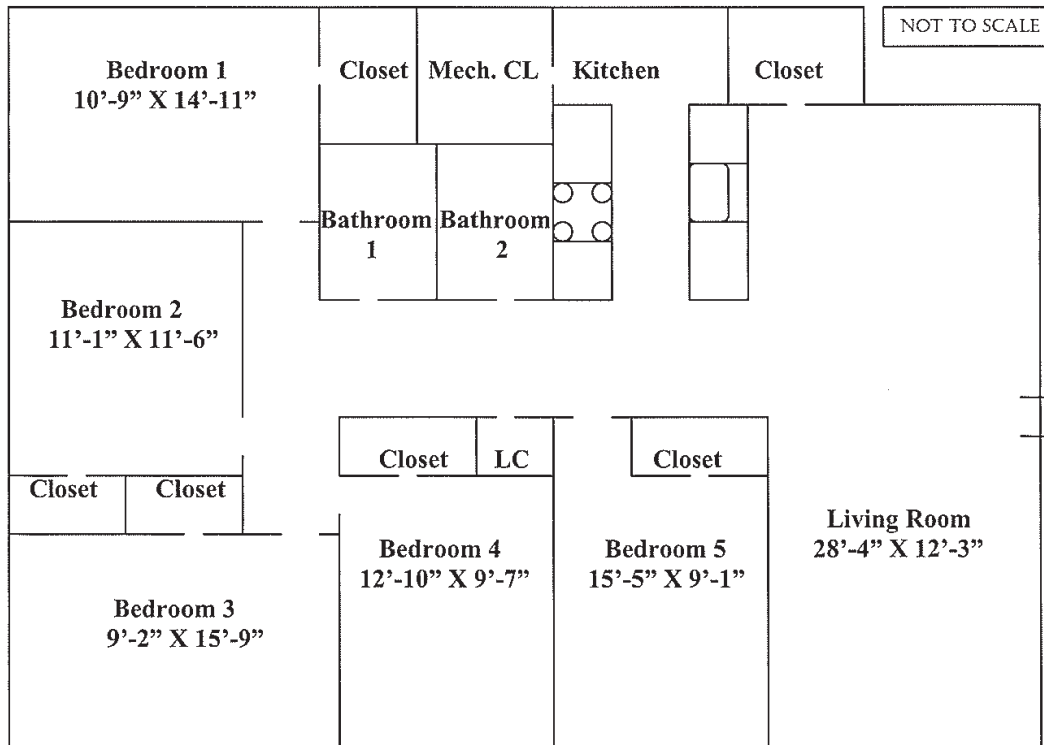 NOT TO SCALE
Bedroom 1
10’-9” X 14’-11”
Closet
Mech. CL
Kitchen
Closet
Bathroom
1
Bathroom
2
Bedroom 2
11’-1” X 11’-6”
Closet
LC
Closet
Closet
Closet
Living Room
28’-4” X 12’-3”
Bedroom 4
12’-10” X 9’-7”
Bedroom 5
15’-5” X 9’-1”
Bedroom 3
9’-2” X 15’-9”